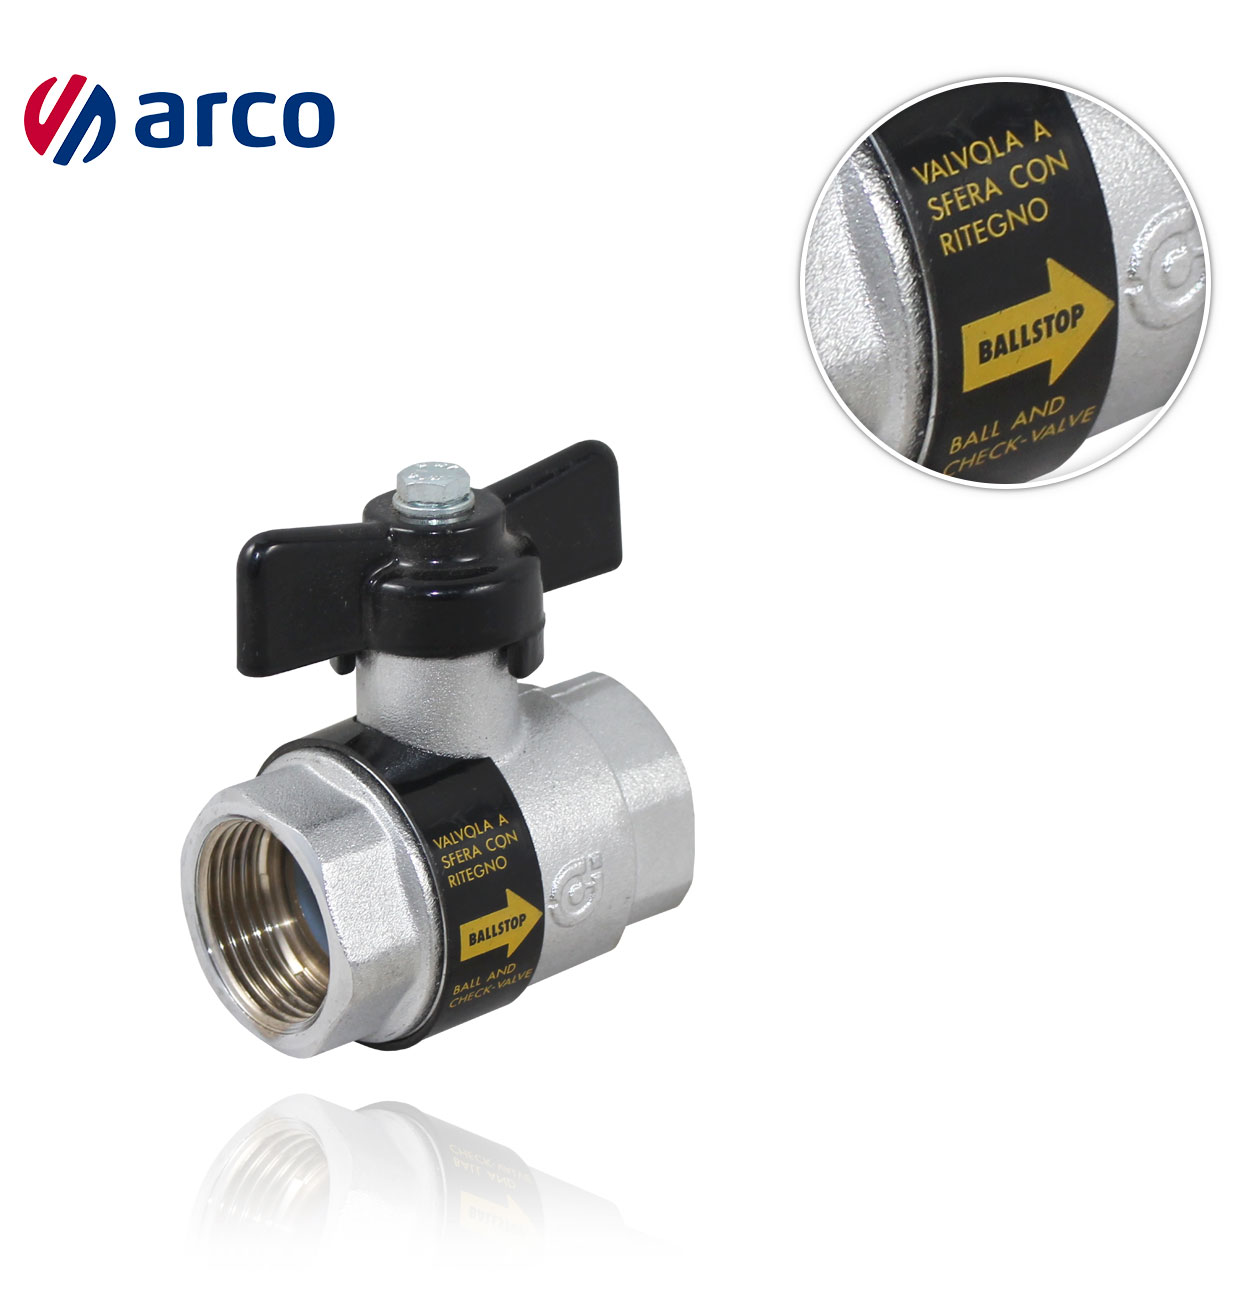 arco
VALVOLA A
SFERA CON
RITEGNO
BALLSTOP
BALL AND
CHECK-VALVE
VALVOLA A
SFERA CON
RITEGNO
BALLSTOP
BALL AND
CHECK-VALVE